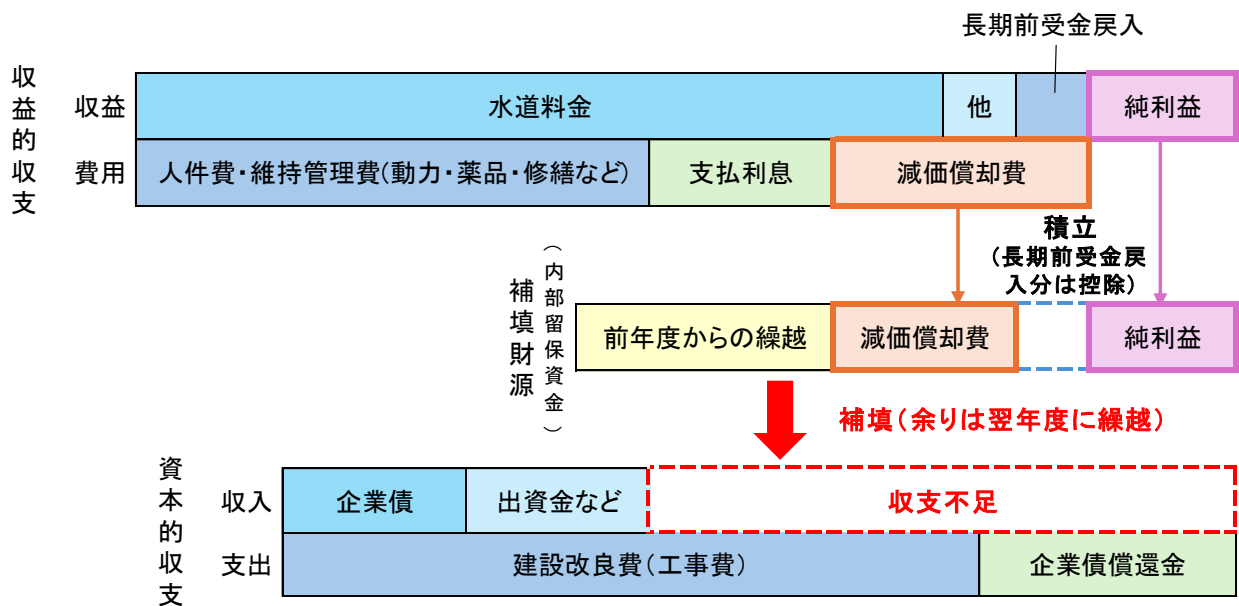 長期前受金戻入
収益的収支
収益
水道料金
他
純利益
費用
人件費・維持管理費(動力・薬品・修繕など)
支払利息
減価償却費
積立
(長期前受金戻
入分は控除)
補填財源
(内部留保資金)
前年度からの繰越
減価償却費
純利益
補填(余りは翌年度に繰越)
資本的収支
収入
企業債
出資金など
収支不足
支出
建設改良費(工事費)
企業債償還金